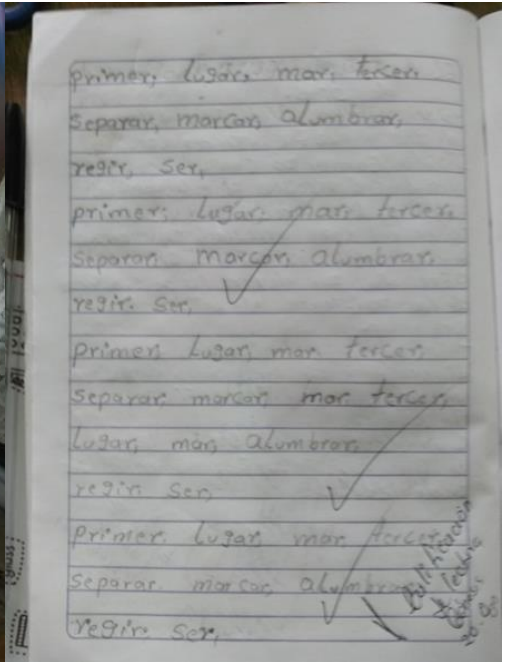 primer, lugar, mar, tercer,
separar, marcar, alumbrar,
regir, ser,
primer, lugar, mar, tercer,
separar, marcar, alumbrar,
regir. ser,
primer, lugar, mar, tercer,
separar, marcar, mar, tercer,
lugar, mar, alumbrar,
regir, ser,
primer, lugar, mar, tercer,
separar. marcar, alumbrar,
regir. ser,